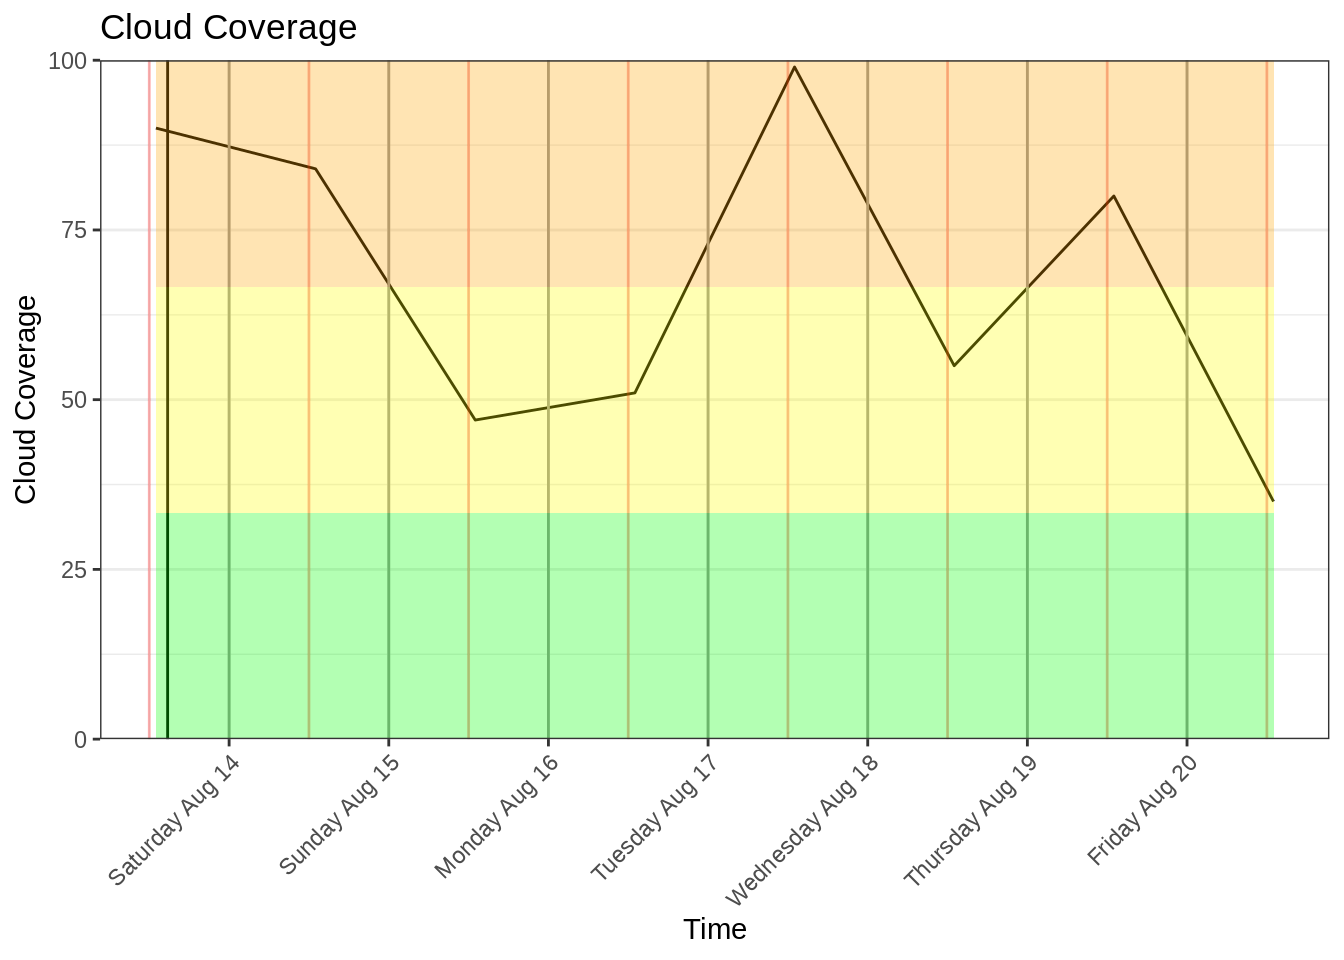 Cloud Coverage
100
75
50
25
0
Cloud Coverage
Saturday Aug 14
Sunday Aug 15
Monday Aug 16
Tuesday Aug 17
Wednesday Aug 18
Thursday Aug 19
Friday Aug 20
Time